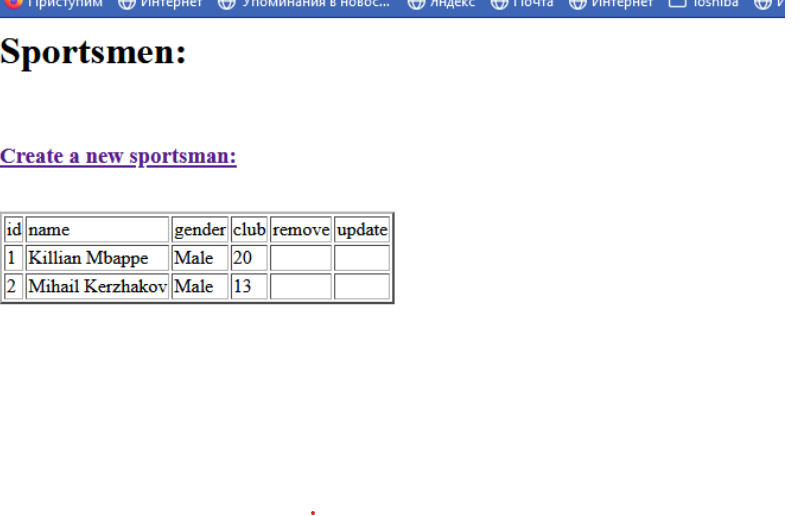 Приступим Интернет Упоминания в новос... Яндекс Почта Интернет Toshiba
Sportsmen:
Create a new sportsman:
id name gender club remove update
1 Killian Mbappe Male 20
2 Mihail Kerzhakov Male 13